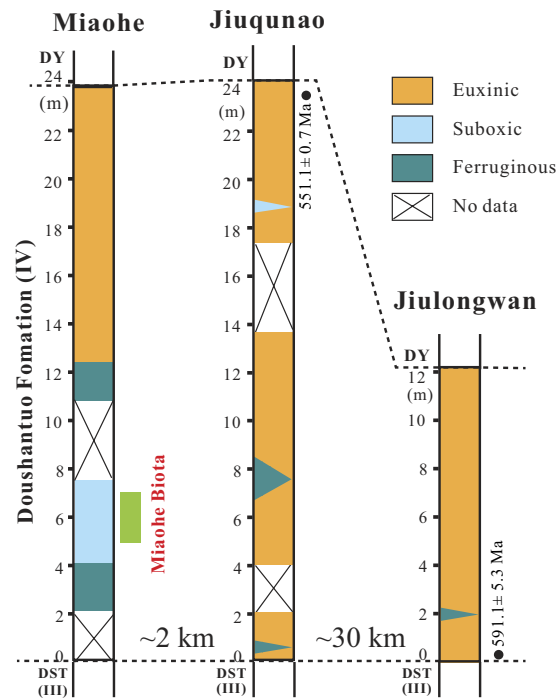 Miaohe
Jiuqunao
Jiulongwan
DY
24
(m)
22
20
18
16
14
12
10
8
6
4
2
0
DST
(III)
Doushantuo Fomation (IV)
Miaohe Biota
~2 km
DY
24
(m)
22
20
18
16
14
12
10
8
6
4
2
0
DST
(III)
551.1± 0.7 Ma
~30 km
DY
12
(m)
10
8
6
4
2
0
DST
(III)
591.1± 5.3 Ma
Euxinic
Suboxic
Ferruginous
No data